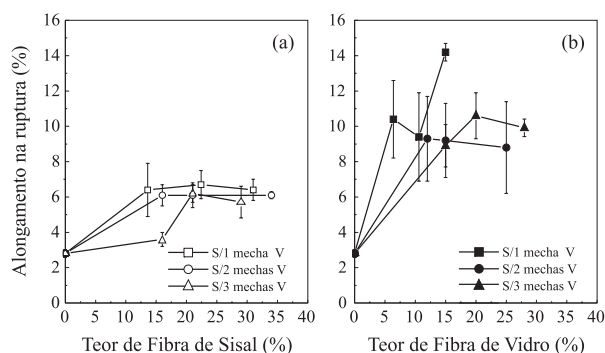 Alongamento na ruptura (%)
16
14
12
10
8
6
4
2
0
(a)
S/1 mecha V
S/2 mechas V
S/3 mechas V
0 5 10 15 20 25 30 35 40
Teor de Fibra de Sisal (%)
16
14
12
10
8
6
4
2
0
(b)
S/1 mecha V
S/2 mechas V
S/3 mechas V
0 5 10 15 20 25 30 35 40
Teor de Fibra de Vidro (%)